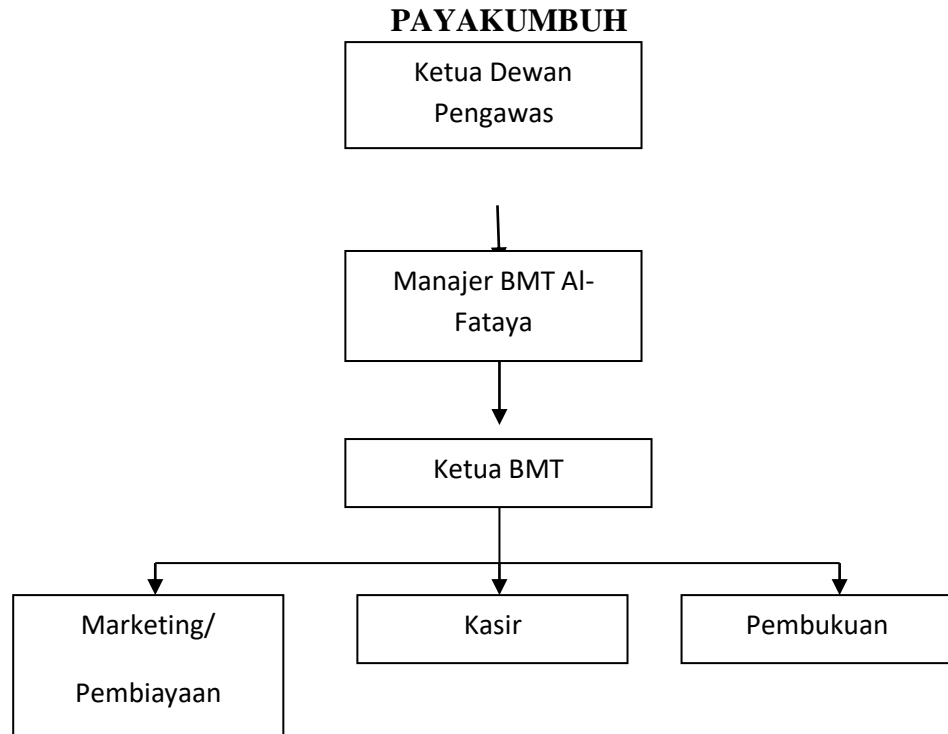 PAYAKUMBUH
Ketua Dewan
Pengawas
Manajer BMT Al-
Fataya
Ketua BMT
Marketing/
Pembiayaan
Kasir
Pembukuan